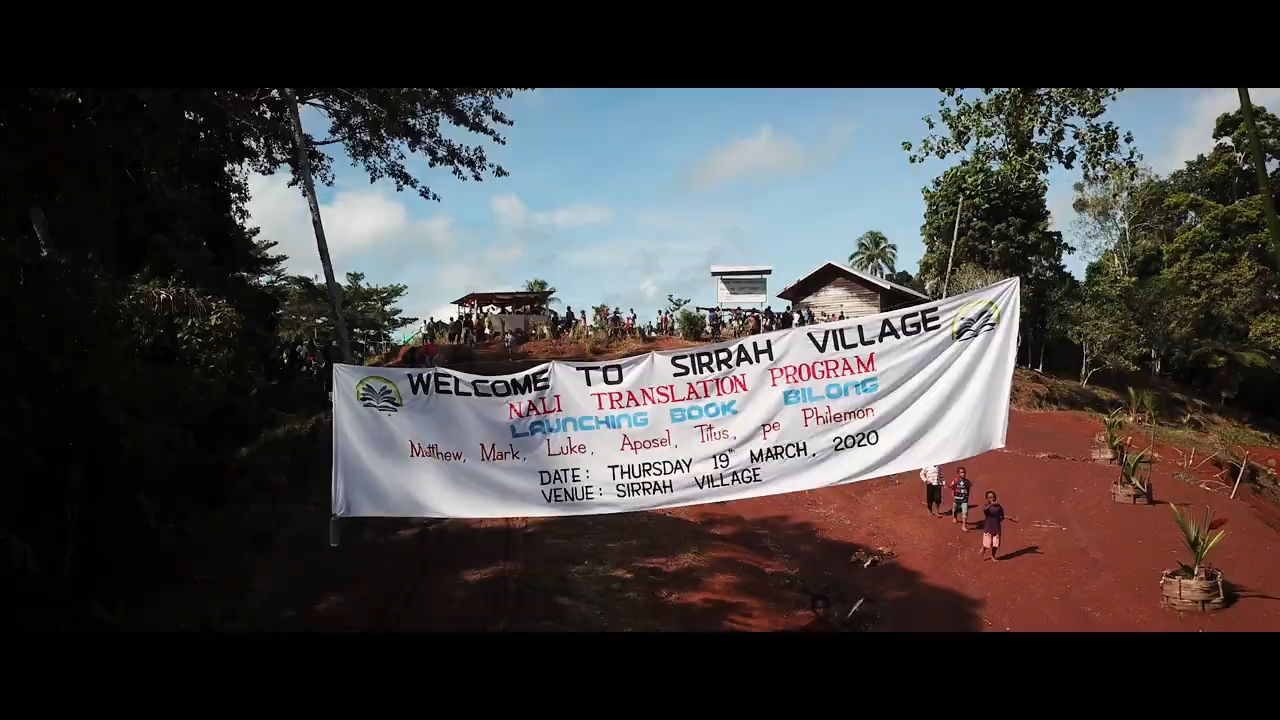 WELCOME TO SIRRAH VILLAGE
NALI TRANSLATION PROGRAM
LAUNCHING BOOK BILONG
Matthew, Mark, Luke, Aposel, Titus, pe Philemon
DATE: THURSDAY 19th MARCH, 2020
VENUE: SIRRAH VILLAGE